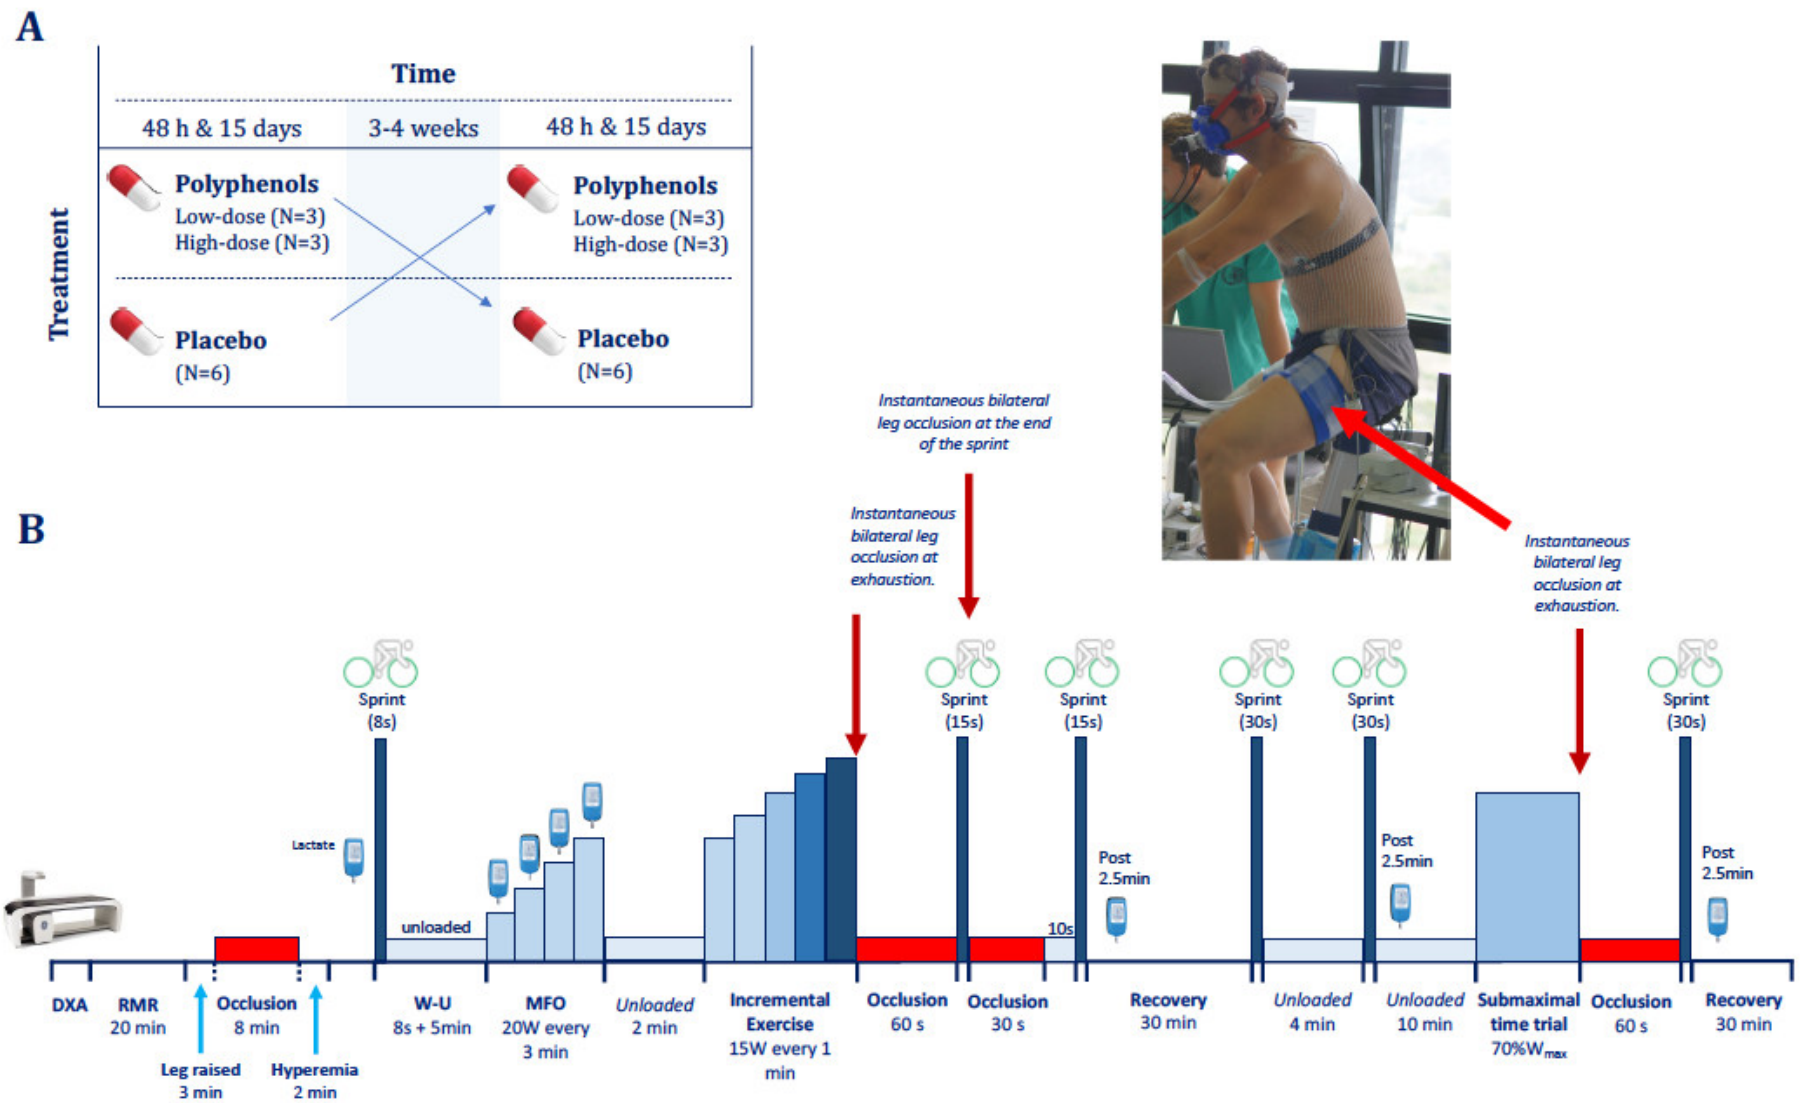 A
Time
48 h & 15 days
3-4 weeks
48 h & 15 days
Treatment
Polyphenols
Low-dose (N=3)
High-dose (N=3)
Polyphenols
Low-dose (N=3)
High-dose (N=3)
Placebo
(N=6)
Placebo
(N=6)
B
Instantaneous bilateral
leg occlusion at the end
of the sprint
Instantaneous
bilateral leg
occlusion at
exhaustion.
Instantaneous
bilateral leg
occlusion at
exhaustion.
Sprint
(8s)
Sprint
(15s)
Sprint
(15s)
Sprint
(30s)
Sprint
(30s)
Sprint
(30s)
Lactate
unloaded
10s
Post
2.5min
Post
2.5min
Post
2.5min
DXA
RMR
20 min
Leg raised
3 min
Occlusion
8 min
Hyperemia
2 min
W-U
8s + 5min
MFO
20W every
3 min
Unloaded
2 min
Incremental
Exercise
15W every 1
min
Occlusion
60 s
Occlusion
30 s
Recovery
30 min
Unloaded
4 min
Unloaded
10 min
Submaximal
time trial
70%Wmax
Occlusion
60 s
Recovery
30 min